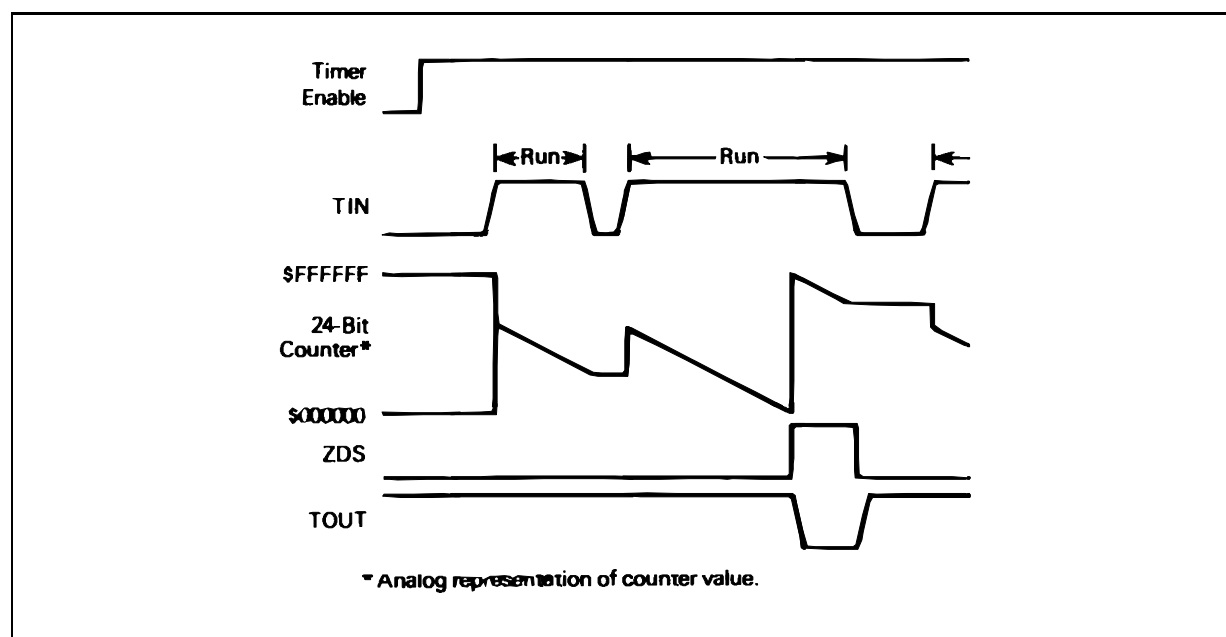 Timer
Enable
Run
Run
TIN
$FFFFFF
24-Bit
Counter*
$000000
ZDS
TOUT
* Analog representation of counter value.